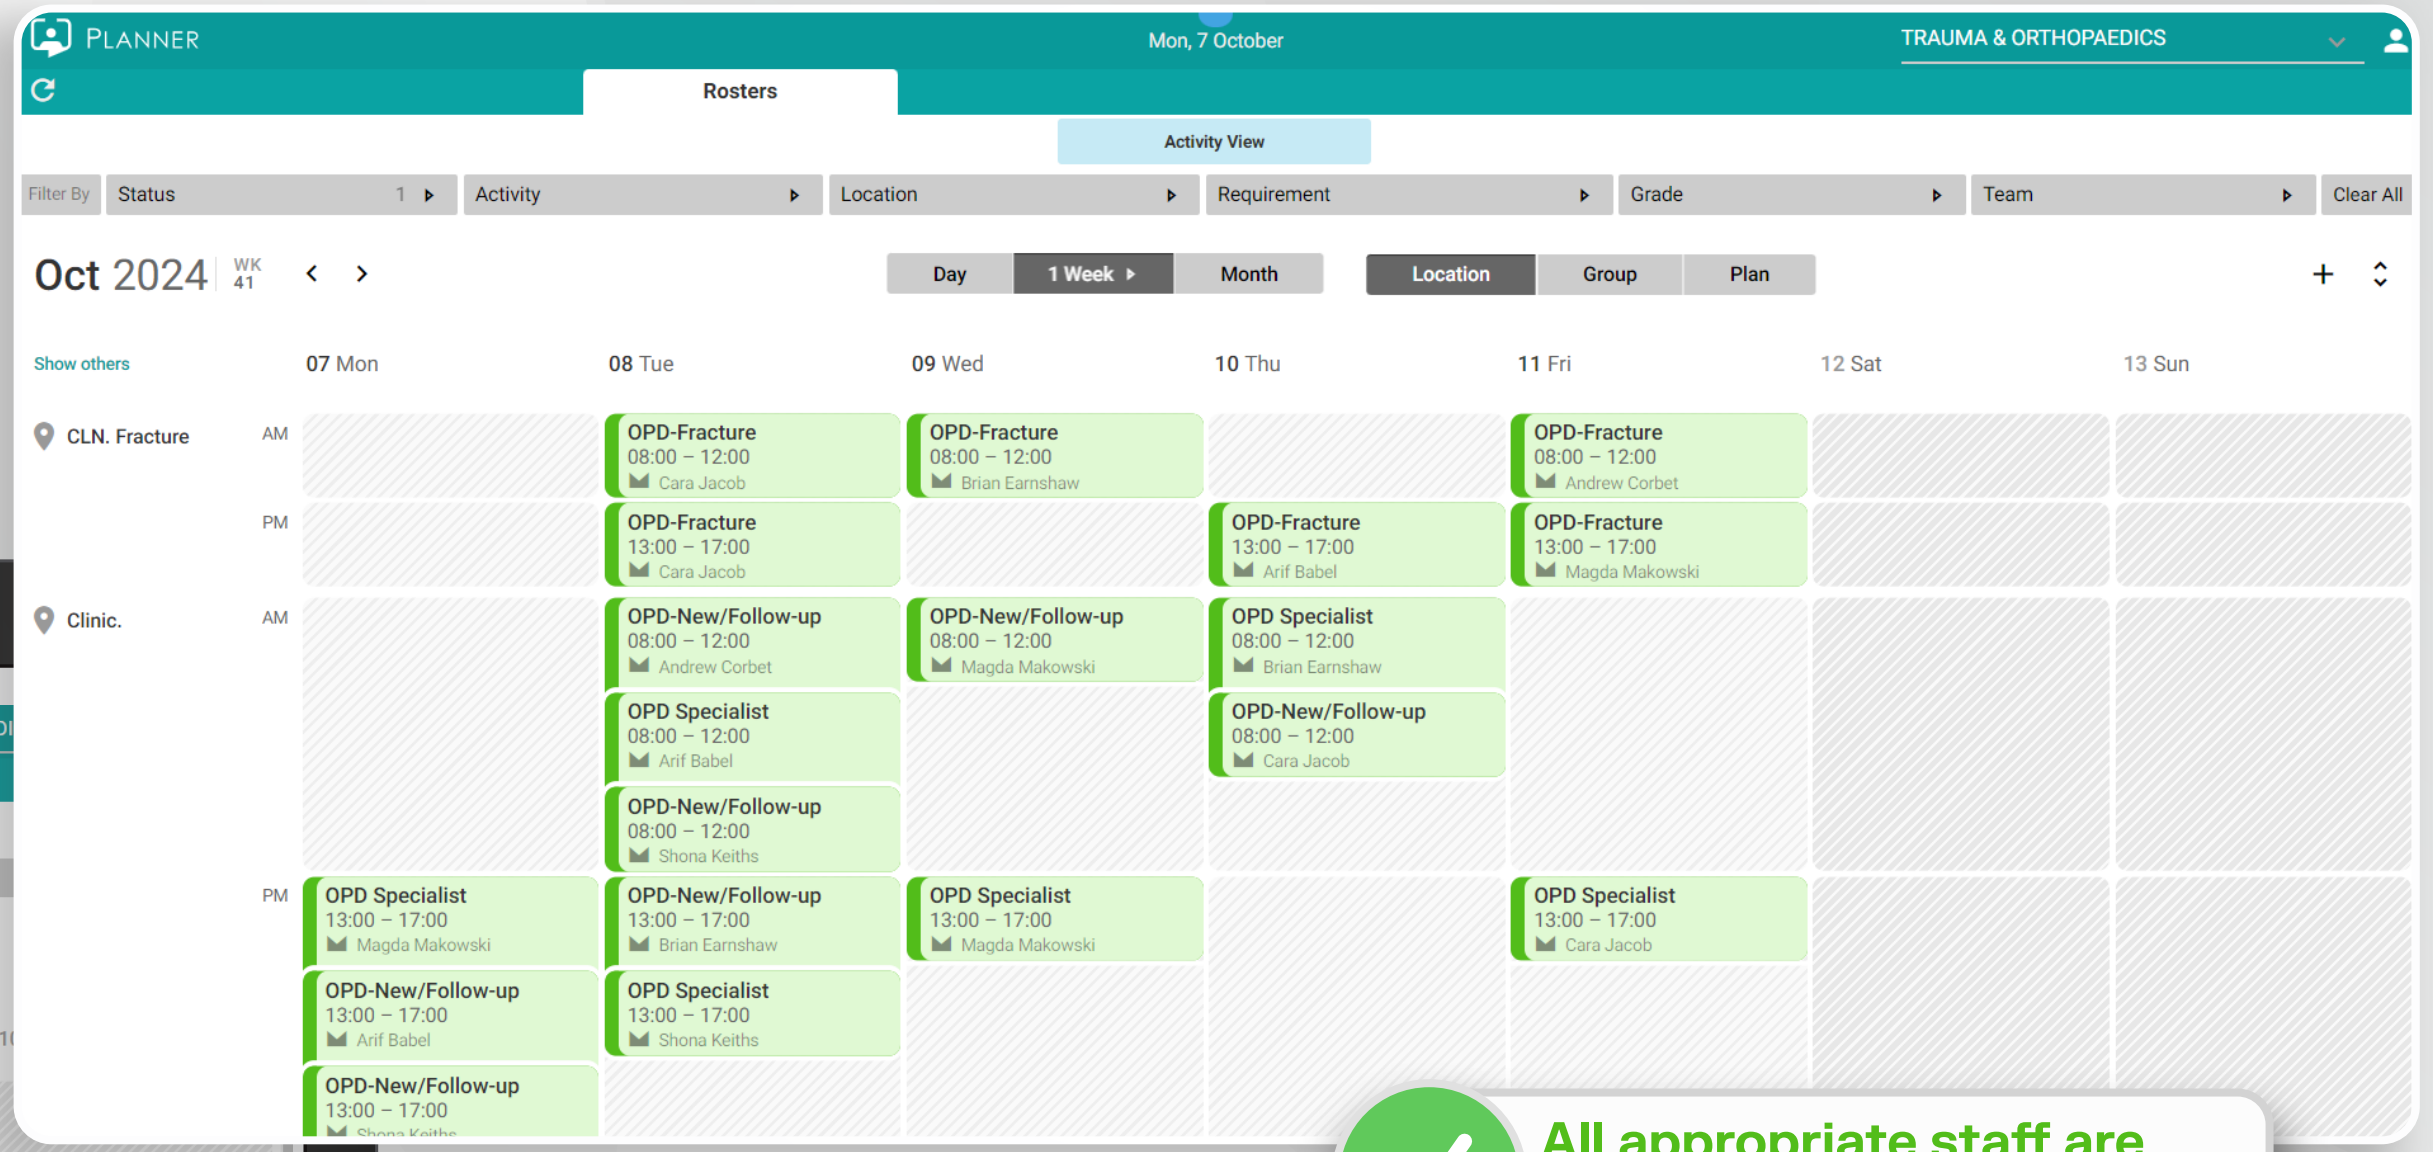 PLANNER
Mon, 7 October
TRAUMA & ORTHOPAEDICS
Rosters
Activity View
Filter By
Status 1
Activity
Location
Requirement
Grade
Team
Clear All
Oct 2024
WK
41
Day
1 Week
Month
Location
Group
Plan
Show others
07 Mon
08 Tue
09 Wed
10 Thu
11 Fri
12 Sat
13 Sun
CLN. Fracture
AM
OPD-Fracture
08:00 – 12:00
Cara Jacob
OPD-Fracture
08:00 – 12:00
Brian Earnshaw
OPD-Fracture
08:00 – 12:00
Andrew Corbet
PM
OPD-Fracture
13:00 – 17:00
Cara Jacob
OPD-Fracture
13:00 – 17:00
Arif Babel
OPD-Fracture
13:00 – 17:00
Magda Makowski
Clinic.
AM
OPD-New/Follow-up
08:00 – 12:00
Andrew Corbet
OPD Specialist
08:00 – 12:00
Arif Babel
OPD-New/Follow-up
08:00 – 12:00
Shona Keiths
OPD-New/Follow-up
08:00 – 12:00
Magda Makowski
OPD Specialist
08:00 – 12:00
Brian Earnshaw
OPD-New/Follow-up
08:00 – 12:00
Cara Jacob
PM
OPD Specialist
13:00 – 17:00
Magda Makowski
OPD-New/Follow-up
13:00 – 17:00
Arif Babel
OPD-New/Follow-up
13:00 – 17:00
Shona Keiths
OPD-New/Follow-up
13:00 – 17:00
Brian Earnshaw
OPD Specialist
13:00 – 17:00
Shona Keiths
OPD Specialist
13:00 – 17:00
Magda Makowski
OPD Specialist
13:00 – 17:00
Cara Jacob
All appropriate staff are